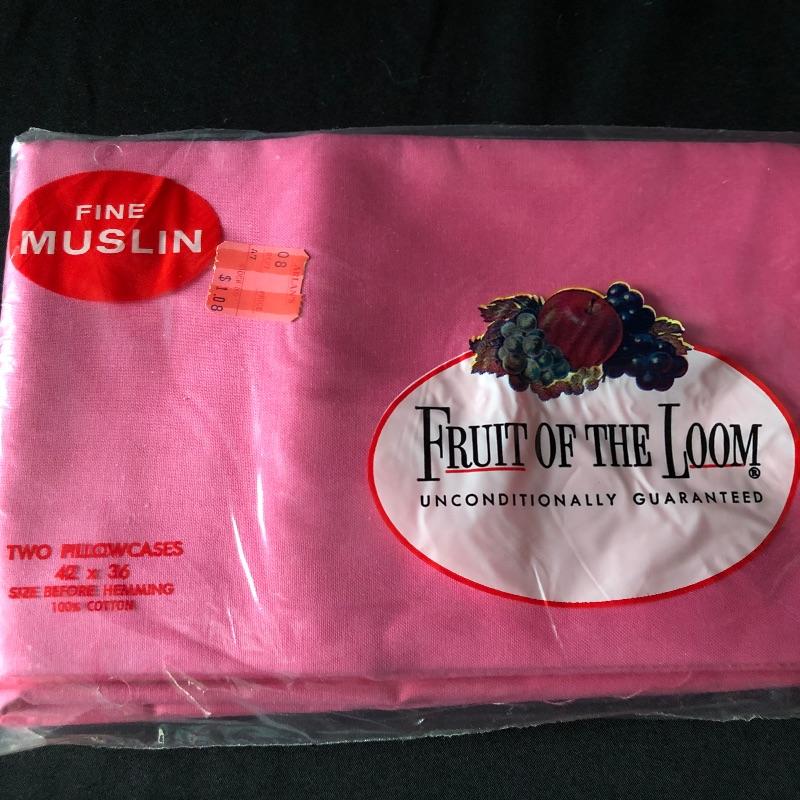 FINE
MUSLIN
08
$1.08
FRUIT OF THE LOOM®
UNCONDITIONALLY GUARANTEED
TWO PILLOWCASES
42 x 36
SIZE BEFORE HEMMING
100% COTTON